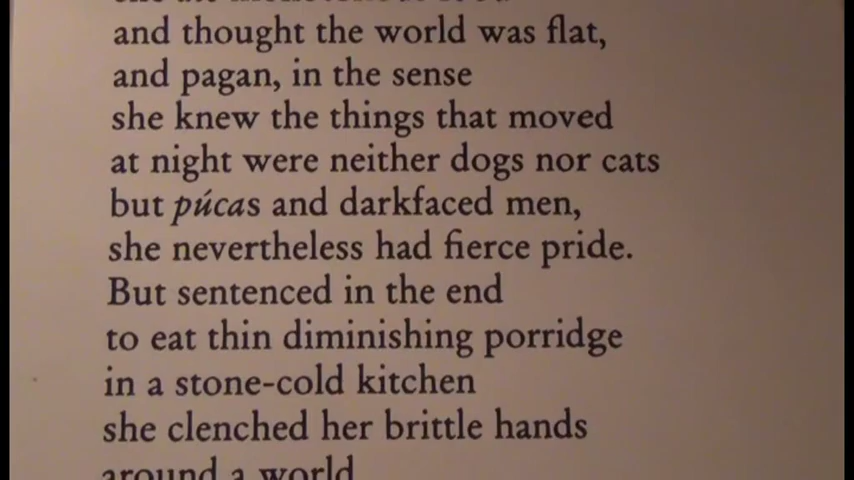 and thought the world was flat,
and pagan, in the sense
she knew the things that moved
at night were neither dogs nor cats
but púcas and darkfaced men,
she nevertheless had fierce pride.
But sentenced in the end
to eat thin diminishing porridge
in a stone-cold kitchen
she clenched her brittle hands
around a world